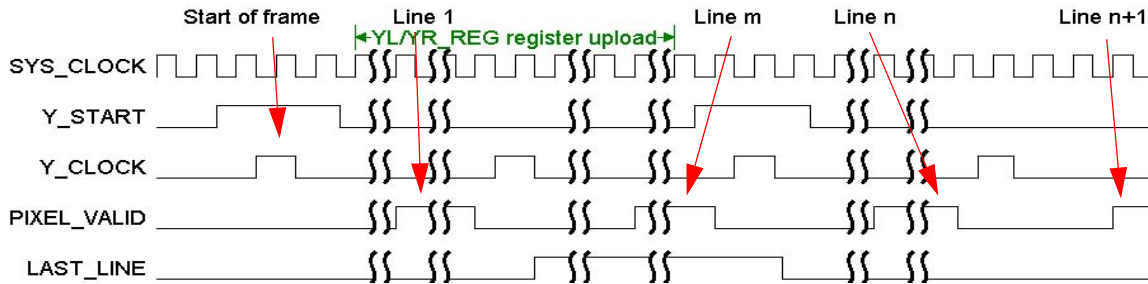 Start of frame
Line 1
Line m
Line n
Line n+1
YL/YR_REG register upload
SYS_CLOCK
Y_START
Y_CLOCK
PIXEL_VALID
LAST_LINE